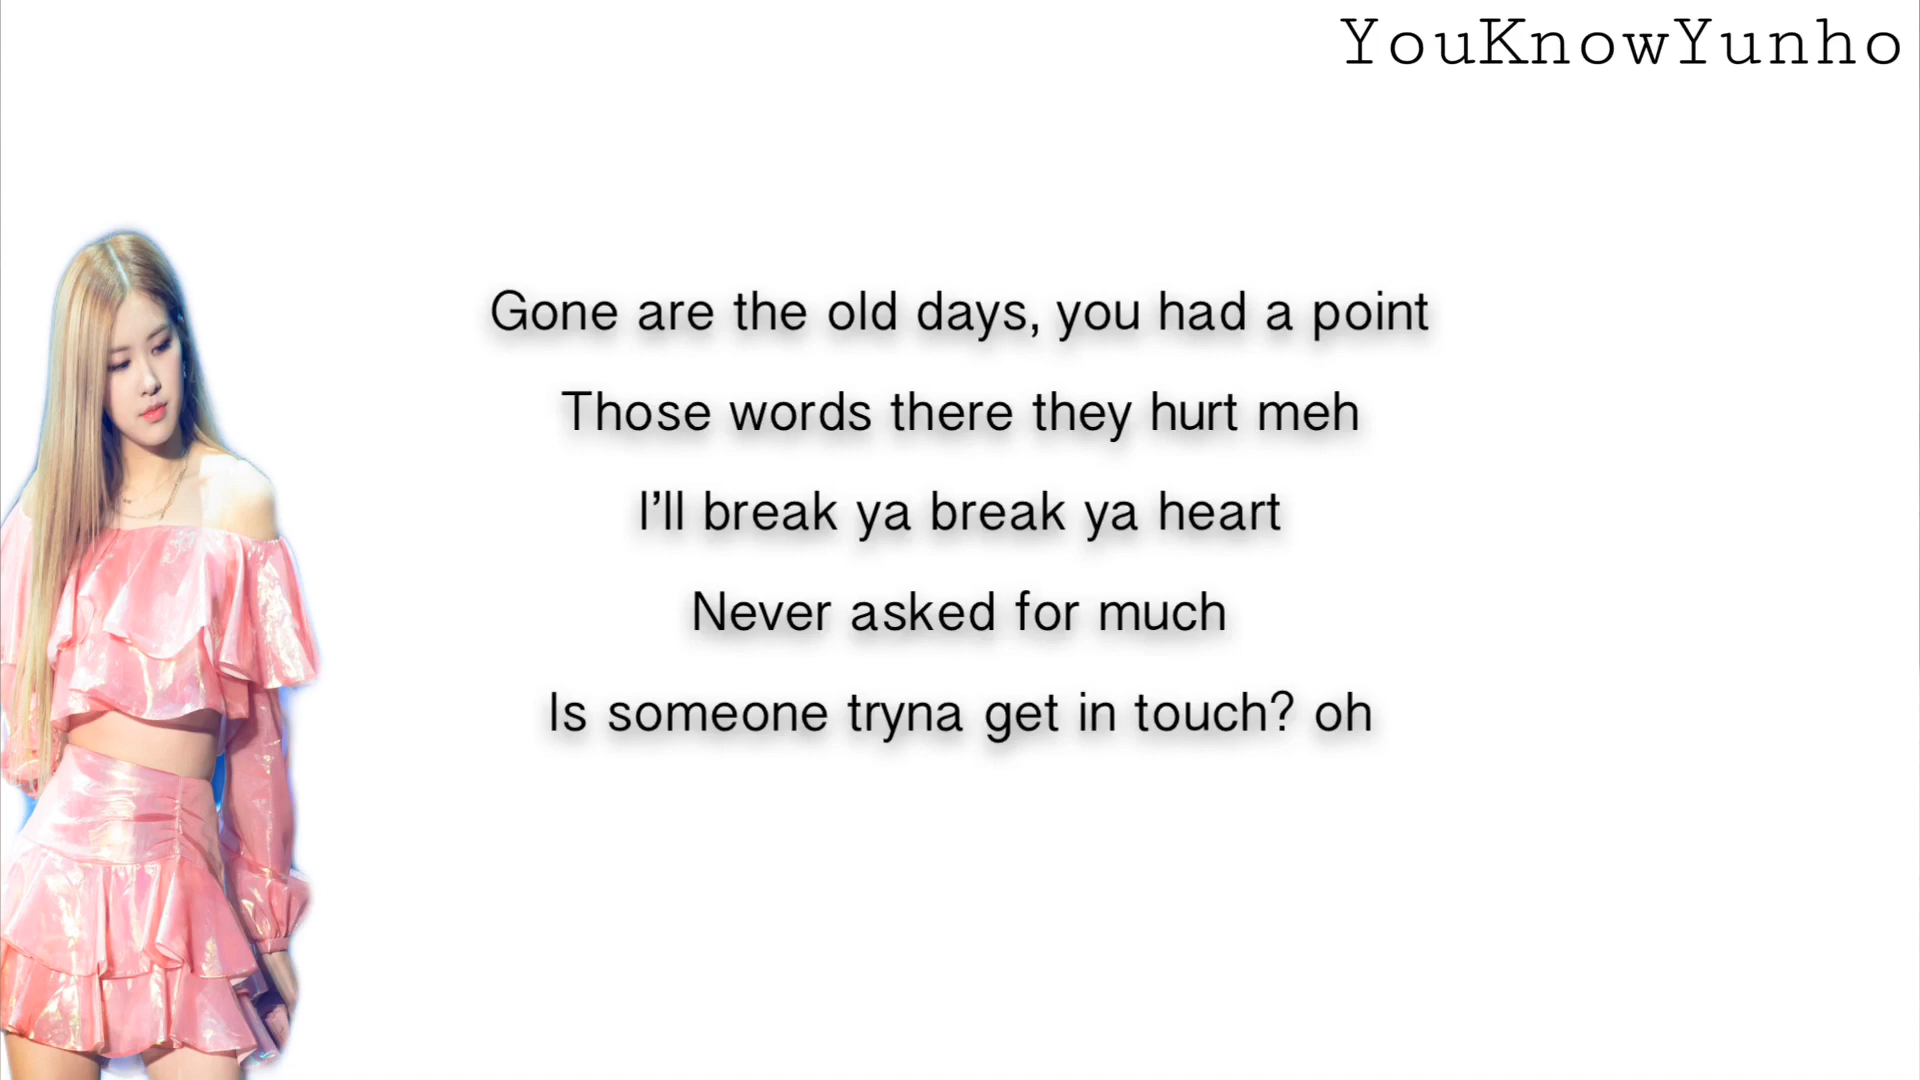 YouKnowYunho
Gone are the old days, you had a point
Those words there they hurt meh
I’ll break ya break ya heart
Never asked for much
Is someone tryna get in touch? oh